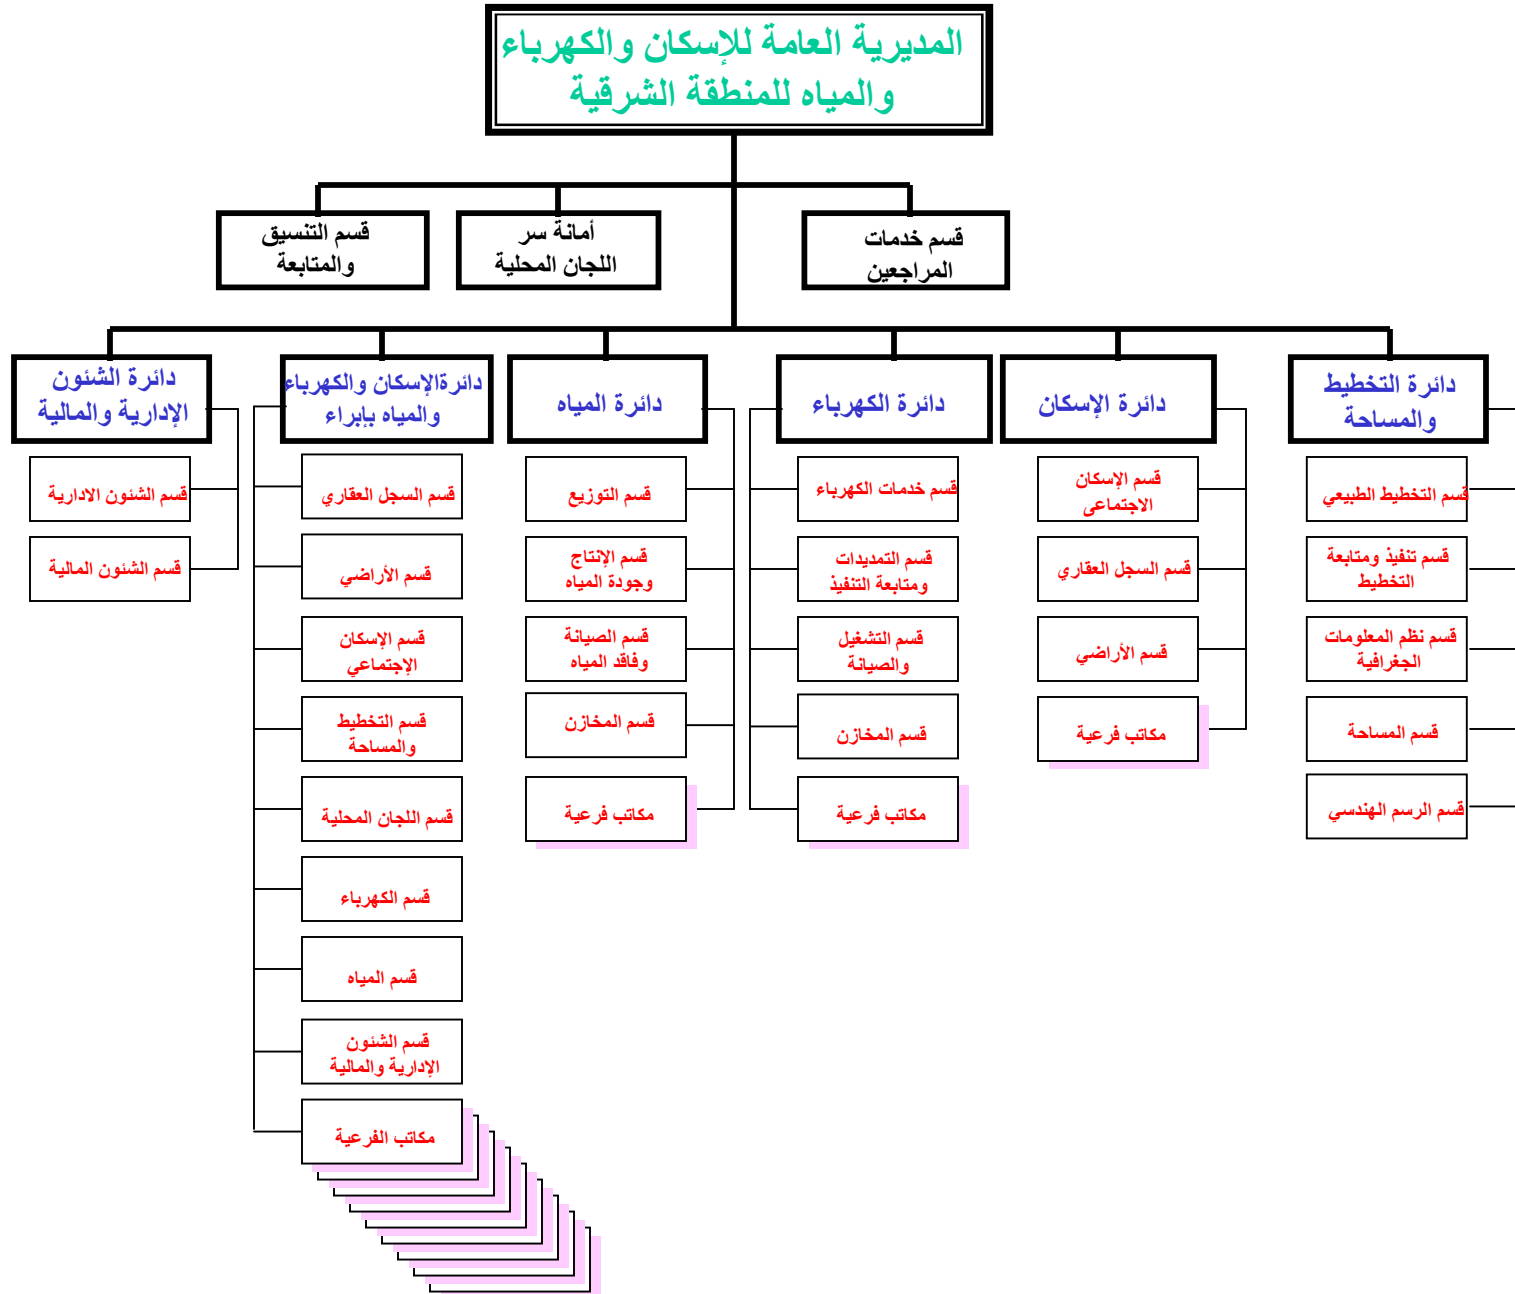 المديرية العامة للإسكان والكهرباء
والمياه للمنطقة الشرقية
قسم خدمات
المراجعين
أمانة سر
اللجان المحلية
قسم التنسيق
والمتابعة
دائرة التخطيط
والمساحة
قسم التخطيط الطبيعي
قسم تنفيذ ومتابعة
التخطيط
قسم نظم المعلومات
الجغرافية
قسم المساحة
قسم الرسم الهندسي
دائرة الإسكان
قسم الإسكان
الاجتماعى
قسم السجل العقاري
قسم الأراضي
مكاتب فرعية
دائرة الكهرباء
قسم خدمات الكهرباء
قسم التمديدات
ومتابعة التنفيذ
قسم التشغيل
والصيانة
قسم المخازن
مكاتب فرعية
دائرة المياه
قسم التوزيع
قسم الإنتاج
وجودة المياه
قسم الصيانة
وفاقد المياه
قسم المخازن
مكاتب فرعية
دائرةالإسكان والكهرباء
والمياه بإبراء
قسم السجل العقاري
قسم الأراضي
قسم الإسكان
الإجتماعي
قسم التخطيط
والمساحة
قسم اللجان المحلية
قسم الكهرباء
قسم المياه
قسم الشئون
الإدارية والمالية
مكاتب الفرعية
دائرة الشئون
الإدارية والمالية
قسم الشئون الادارية
قسم الشئون المالية